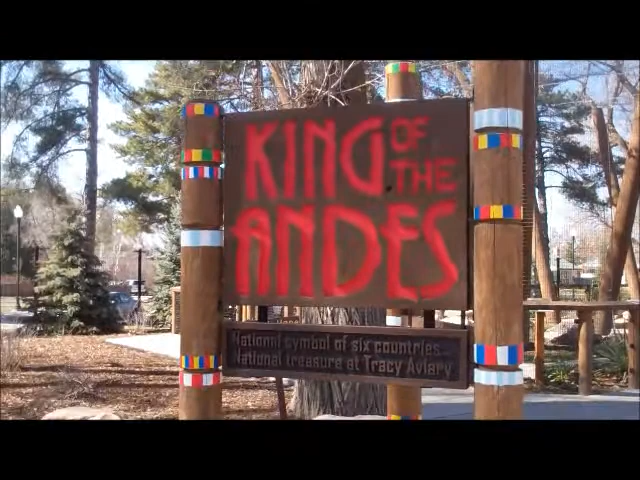 KING OF THE
ANDES
National symbol of six countries.
National treasure at Tracy Aviary.